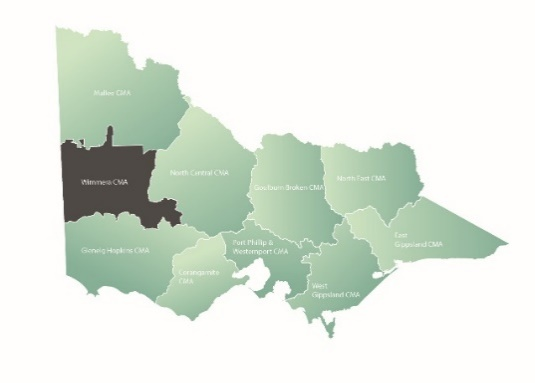 Mallee CMA
Wimmera CMA
North Central CMA
Goulburn Broken CMA
North East CMA
East
Gippsland CMA
Glenelg Hopkins CMA
Corangamite
CMA
Port Phillip &
Westernport CMA
West
Gippsland CMA